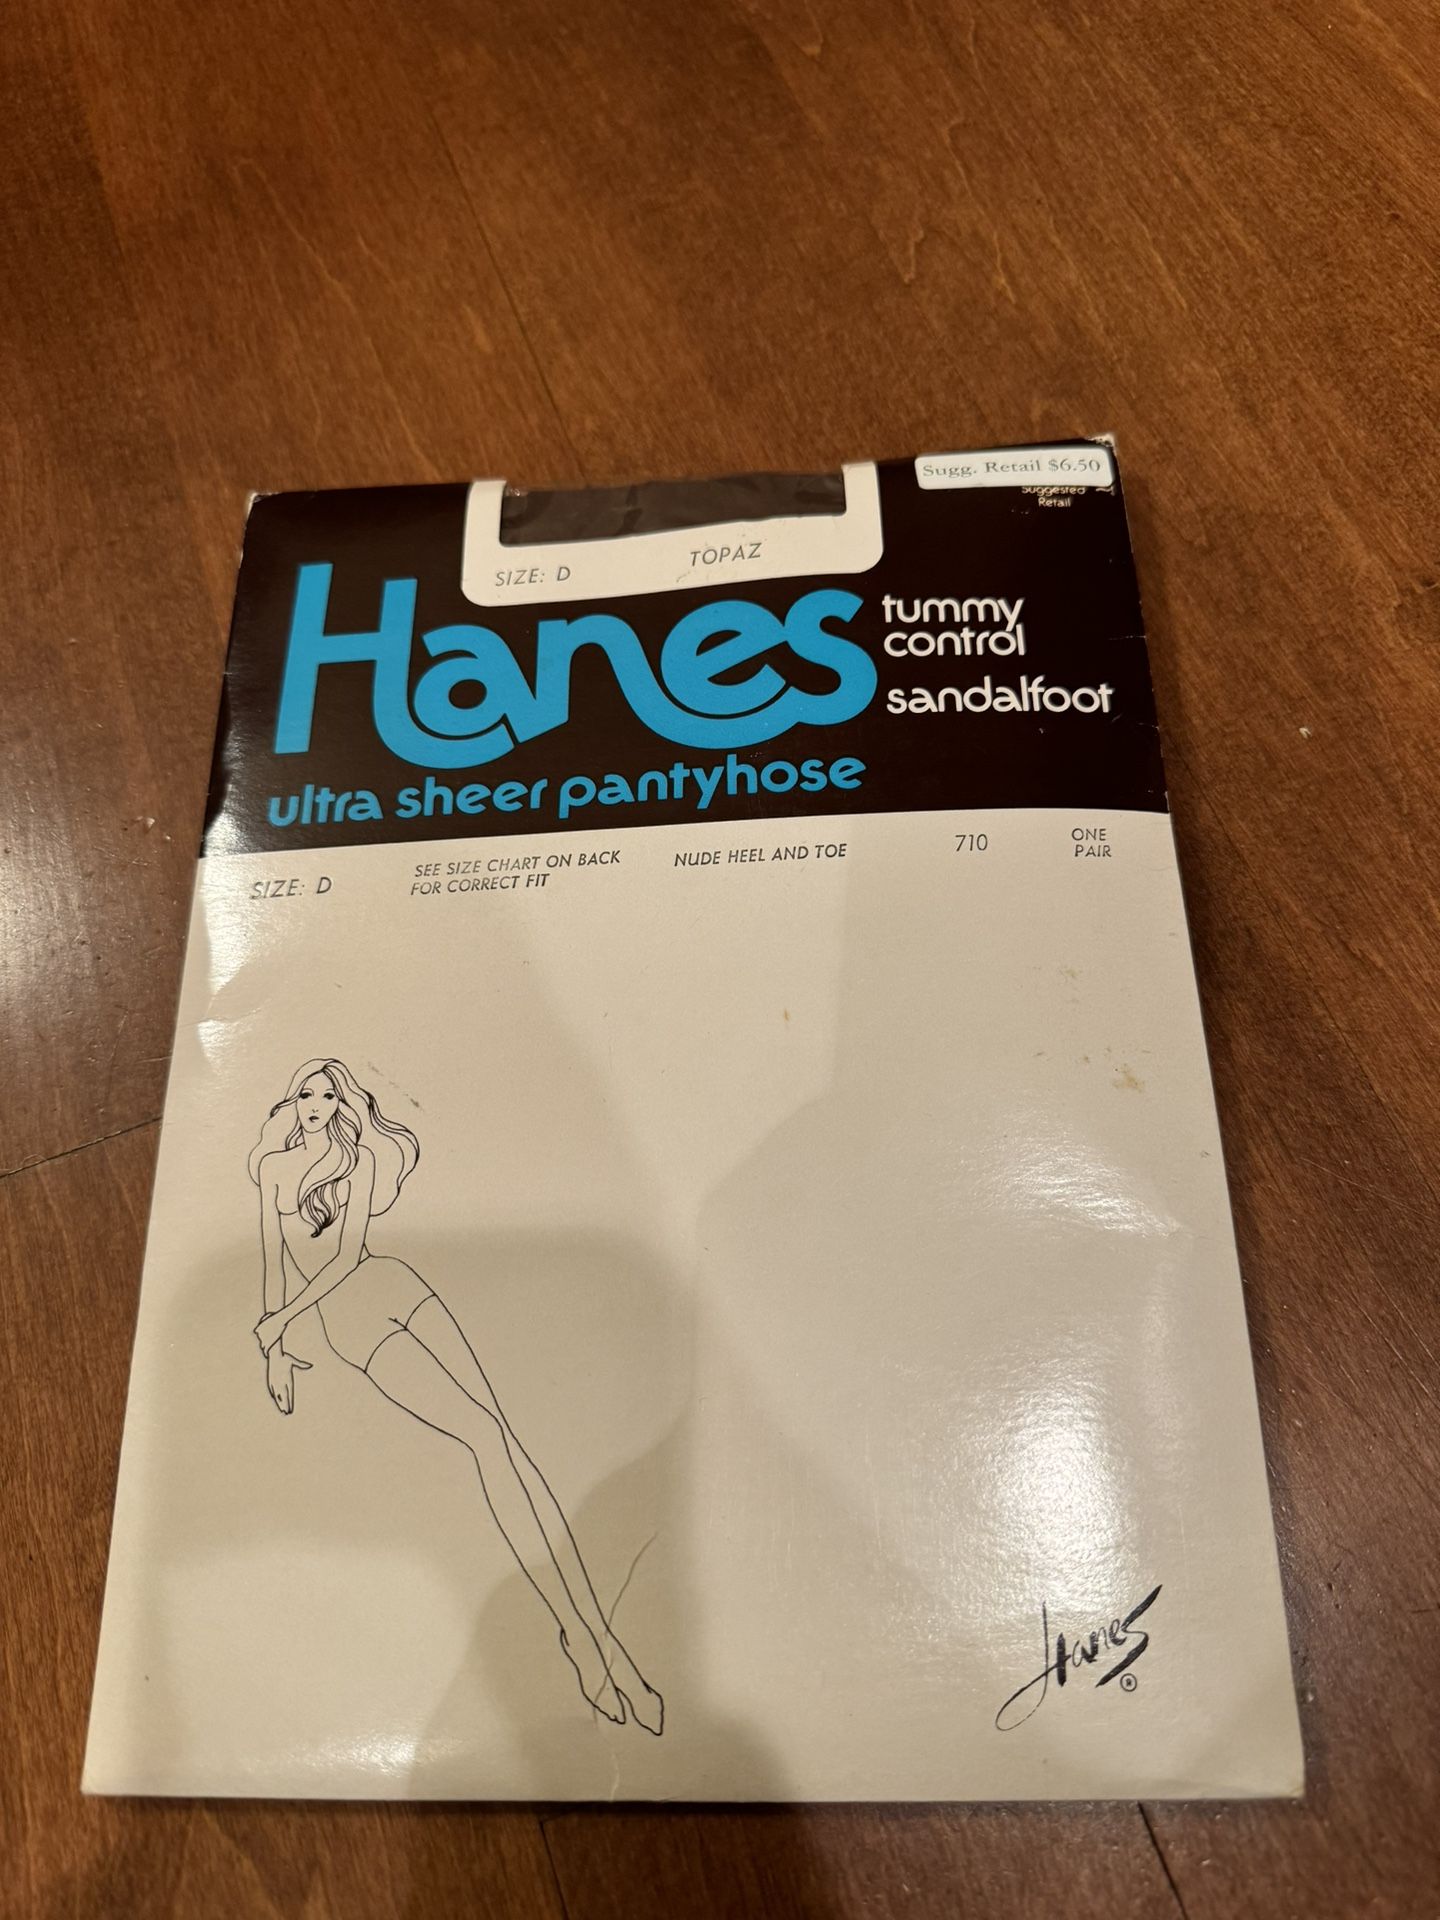 Sugg. Retail $6.50
Suggested
Retail
SIZE: D TOPAZ
Hanes
tummy
control
sandalfoot
ultra sheer pantyhose
SIZE: D
SEE SIZE CHART ON BACK
FOR CORRECT FIT
NUDE HEEL AND TOE
710
ONE
PAIR
Hanes
®